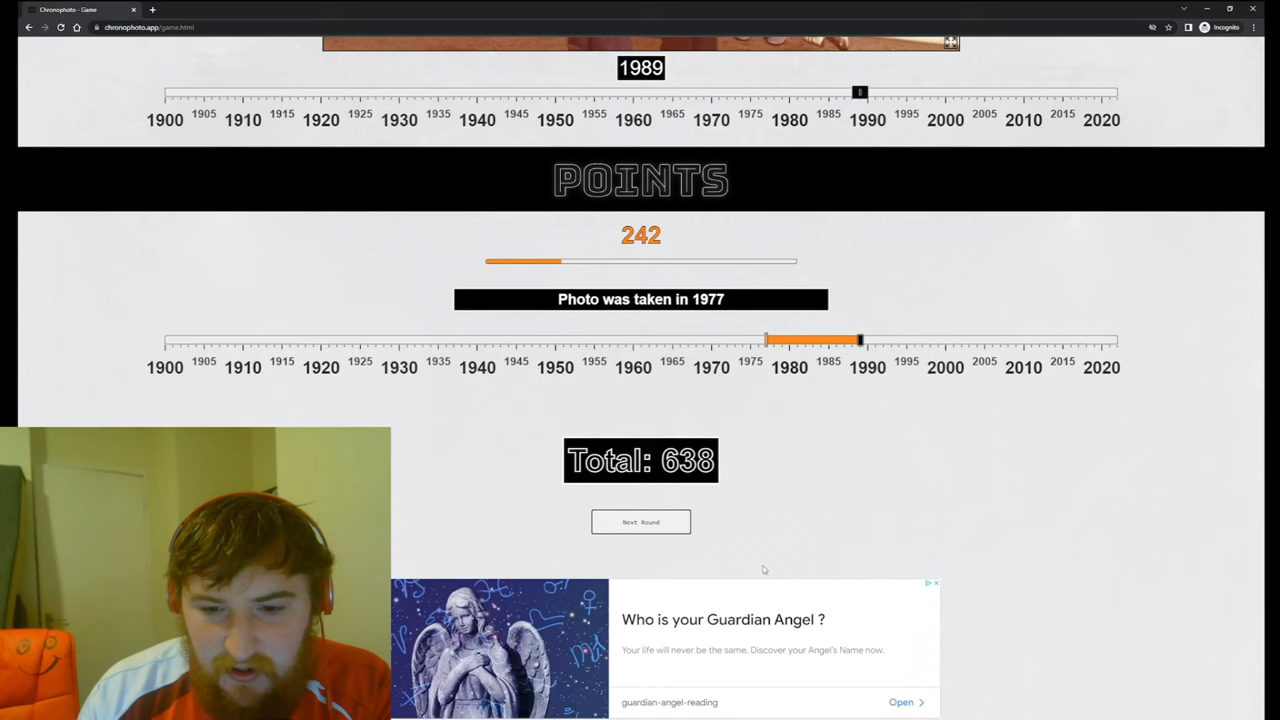 Chronophoto - Game
chronophoto.app/game.html
Incognito
1989
1900 1905 1910 1915 1920 1925 1930 1935 1940 1945 1950 1955 1960 1965 1970 1975 1980 1985 1990 1995 2000 2005 2010 2015 2020
POINTS
242
Photo was taken in 1977
1900 1905 1910 1915 1920 1925 1930 1935 1940 1945 1950 1955 1960 1965 1970 1975 1980 1985 1990 1995 2000 2005 2010 2015 2020
Total: 638
Next Round
Who is your Guardian Angel ?
Your life will never be the same. Discover your Angel's Name now.
guardian-angel-reading
Open